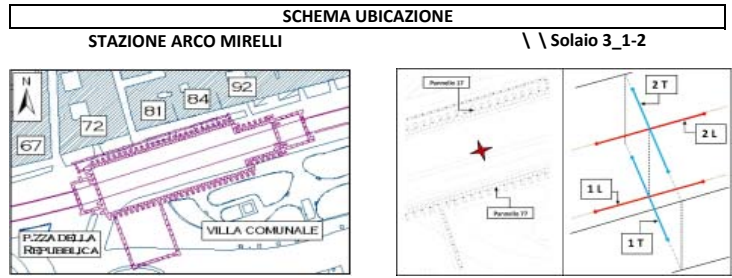 SCHEMA UBICAZIONE
STAZIONE ARCO MIRELLI
\ \ Solaio 3_1-2
N
92
84
81
72
67
P.ZZA DELLA
REPUBBLICA
VILLA COMUNALE
Pannello 17
Pannello 77
2 T
2 L
1 L
1 T